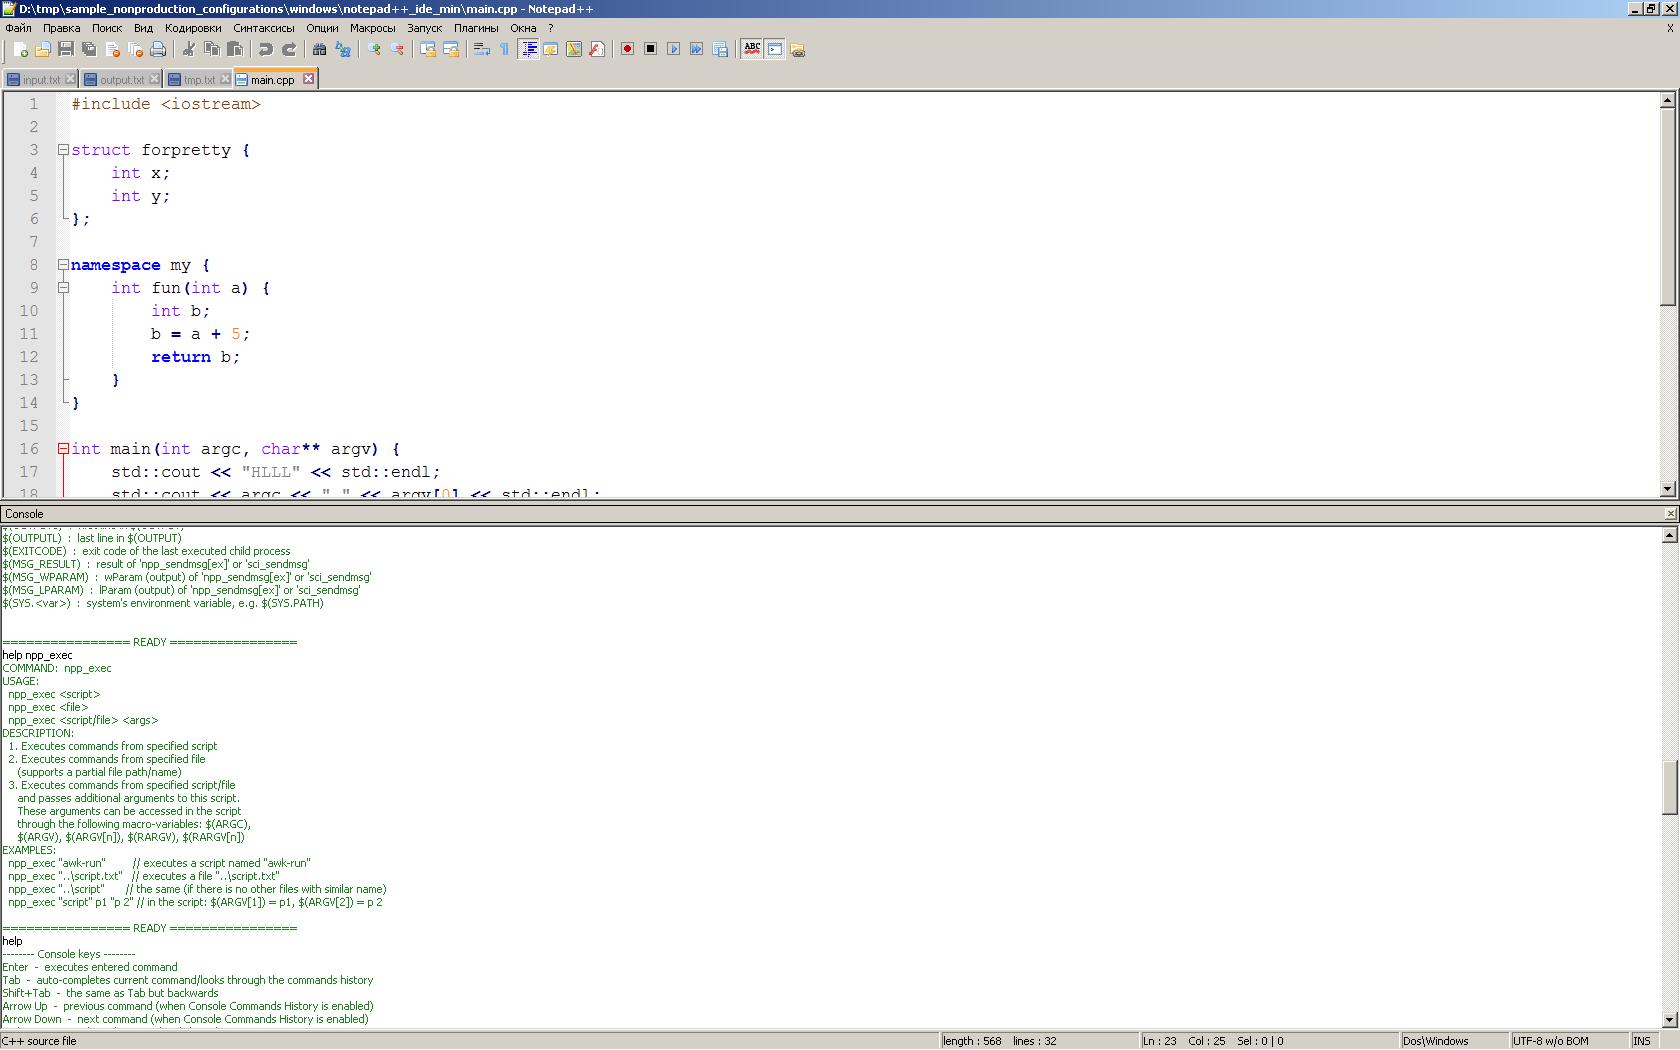 D:\tmp\sample_nonproduction_configurations\windows\notepad++_ide_min\main.cpp - Notepad++
Файл Правка Поиск Вид Кодировки Синтаксисы Опции Макросы Запуск Плагины Окна ? X
ABC
input.txt output.txt tmp.txt main.cpp
1 #include <iostream>
2
3 struct forpretty {
4 int x;
5 int y;
6 };
7
8 namespace my {
9 int fun(int a) {
10 int b;
11 b = a + 5;
12 return b;
13 }
14 }
15
16 int main(int argc, char** argv) {
17 std::cout << "HLLL" << std::endl;
18 std::cout << argc << " " << argv[0] << std::endl;
Console
$(OUTPUTL) : last line in $(OUTPUT)
$(EXITCODE) : exit code of the last executed child process
$(MSG_RESULT) : result of 'npp_sendmsg[ex]' or 'sci_sendmsg'
$(MSG_WPARAM) : wParam (output) of 'npp_sendmsg[ex]' or 'sci_sendmsg'
$(MSG_LPARAM) : lParam (output) of 'npp_sendmsg[ex]' or 'sci_sendmsg'
$(SYS.<var>) : system's environment variable, e.g. $(SYS.PATH)
================ READY ================
help npp_exec
COMMAND: npp_exec
USAGE:
npp_exec <script>
npp_exec <file>
npp_exec <script/file> <args>
DESCRIPTION:
1. Executes commands from specified script
2. Executes commands from specified file
(supports a partial file path/name)
3. Executes commands from specified script/file
and passes additional arguments to this script.
These arguments can be accessed in the script
through the following macro-variables: $(ARGC),
$(ARGV), $(ARGV[n]), $(RARGV), $(RARGV[n])
EXAMPLES:
npp_exec "awk-run" // executes a script named "awk-run"
npp_exec "..\script.txt" // executes a file "..\script.txt"
npp_exec "..\script" // the same (if there is no other files with similar name)
npp_exec "script" p1 "p 2" // in the script: $(ARGV[1]) = p1, $(ARGV[2]) = p 2
================ READY ================
help
-------- Console keys --------
Enter - executes entered command
Tab - auto-completes current command/looks through the commands history
Shift+Tab - the same as Tab but backwards
Arrow Up - previous command (when Console Commands History is enabled)
Arrow Down - next command (when Console Commands History is enabled)
C++ source file length : 568 lines : 32 Ln : 23 Col : 25 Sel : 0 | 0 Dos\Windows UTF-8 w/o BOM INS